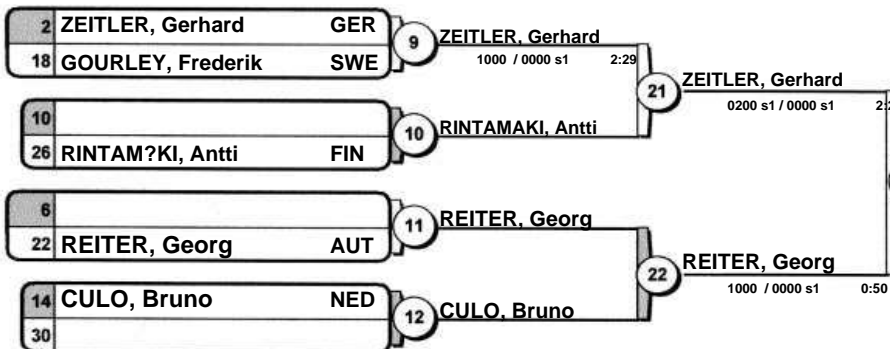 2 ZEITLER, Gerhard GER
18 GOURLEY, Frederik SWE
9
ZEITLER, Gerhard
1000 / 0000 s1 2:29
10
26 RINTAM?KI, Antti FIN
10
RINTAMAKI, Antti
21
ZEITLER, Gerhard
0200 s1 / 0000 s1
6
22 REITER, Georg AUT
11
REITER, Georg
14 CULO, Bruno NED
30
12
CULO, Bruno
22
REITER, Georg
1000 / 0000 s1 0:50